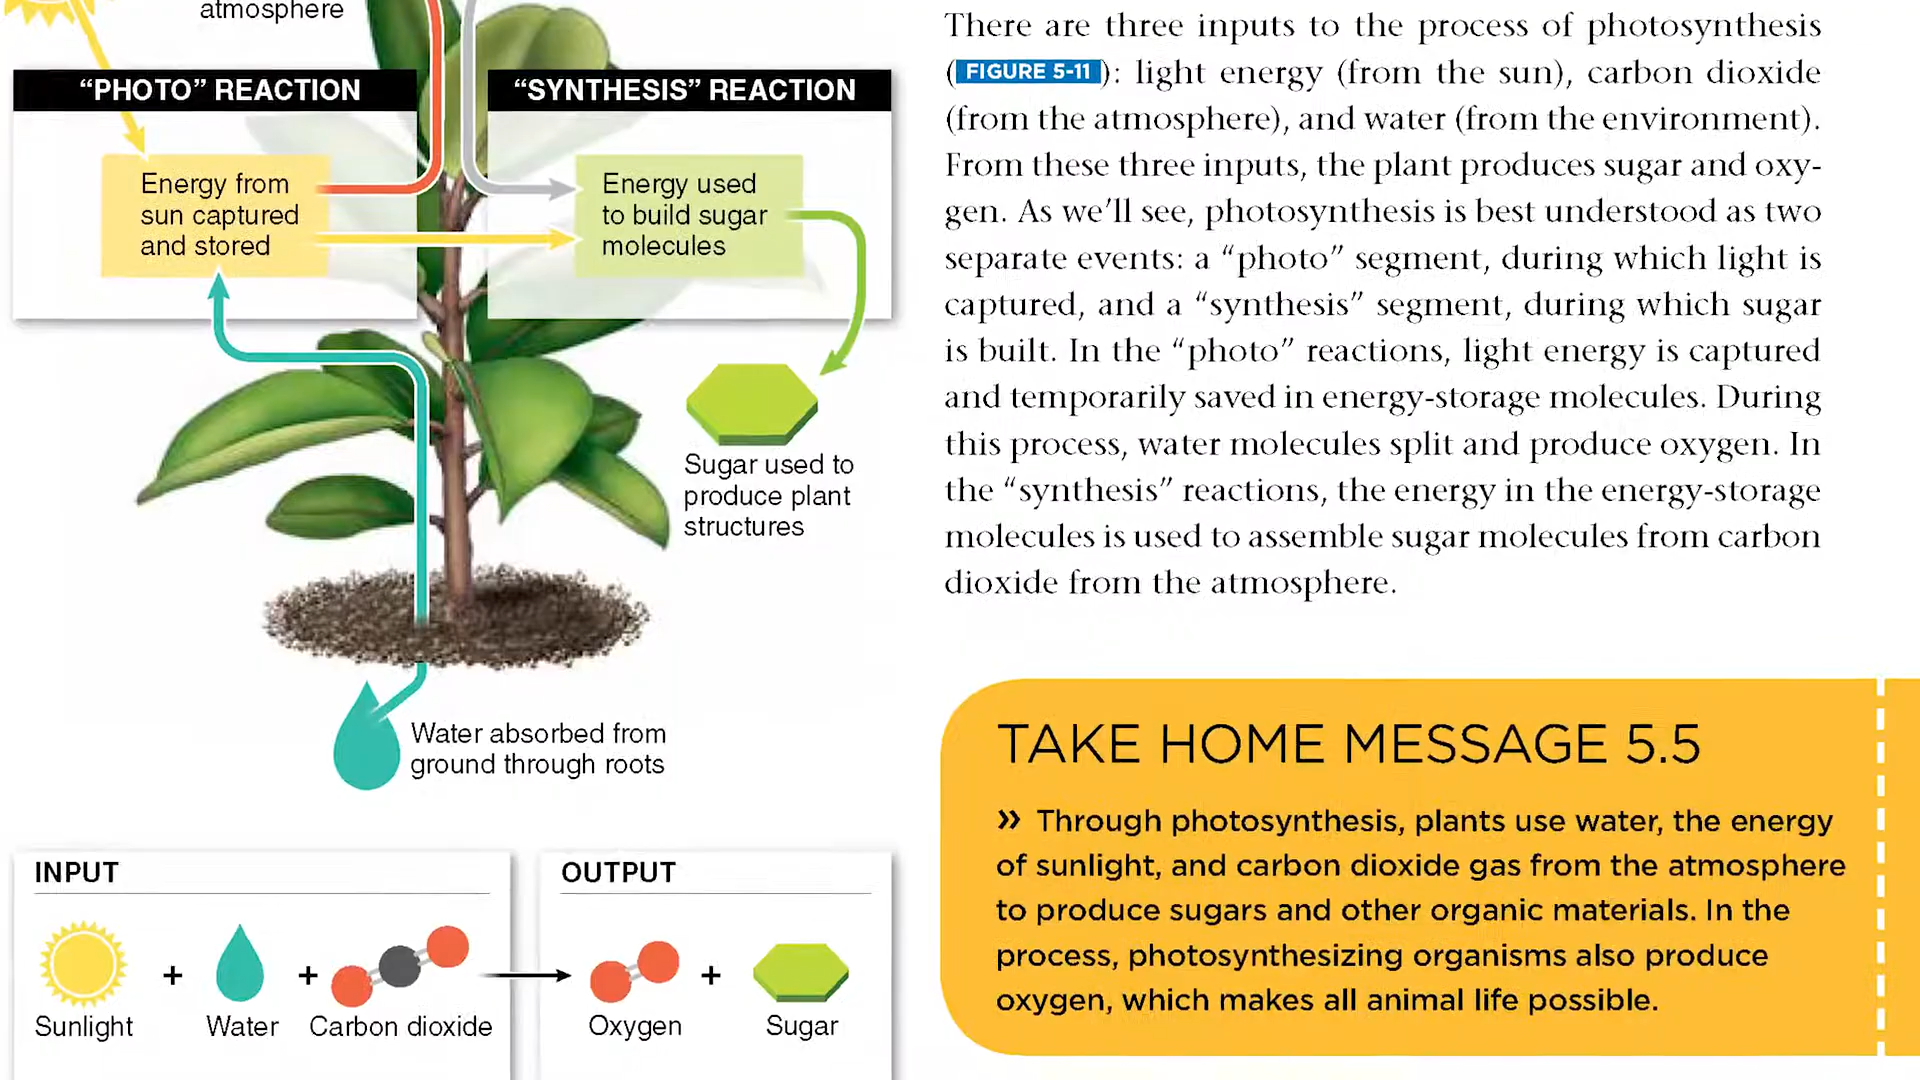 atmosphere
“PHOTO” REACTION
Energy from
sun captured
and stored
“SYNTHESIS” REACTION
Energy used
to build sugar
molecules
Sugar used to
produce plant
structures
Water absorbed from
ground through roots
INPUT
Sunlight
+
Water
+
Carbon dioxide
OUTPUT
Oxygen
+
Sugar
There are three inputs to the process of photosynthesis
(FIGURE 5-11): light energy (from the sun), carbon dioxide
(from the atmosphere), and water (from the environment).
From these three inputs, the plant produces sugar and oxy-
gen. As we’ll see, photosynthesis is best understood as two
separate events: a “photo” segment, during which light is
captured, and a “synthesis” segment, during which sugar
is built. In the “photo” reactions, light energy is captured
and temporarily saved in energy-storage molecules. During
this process, water molecules split and produce oxygen. In
the “synthesis” reactions, the energy in the energy-storage
molecules is used to assemble sugar molecules from carbon
dioxide from the atmosphere.
TAKE HOME MESSAGE 5.5
» Through photosynthesis, plants use water, the energy
of sunlight, and carbon dioxide gas from the atmosphere
to produce sugars and other organic materials. In the
process, photosynthesizing organisms also produce
oxygen, which makes all animal life possible.